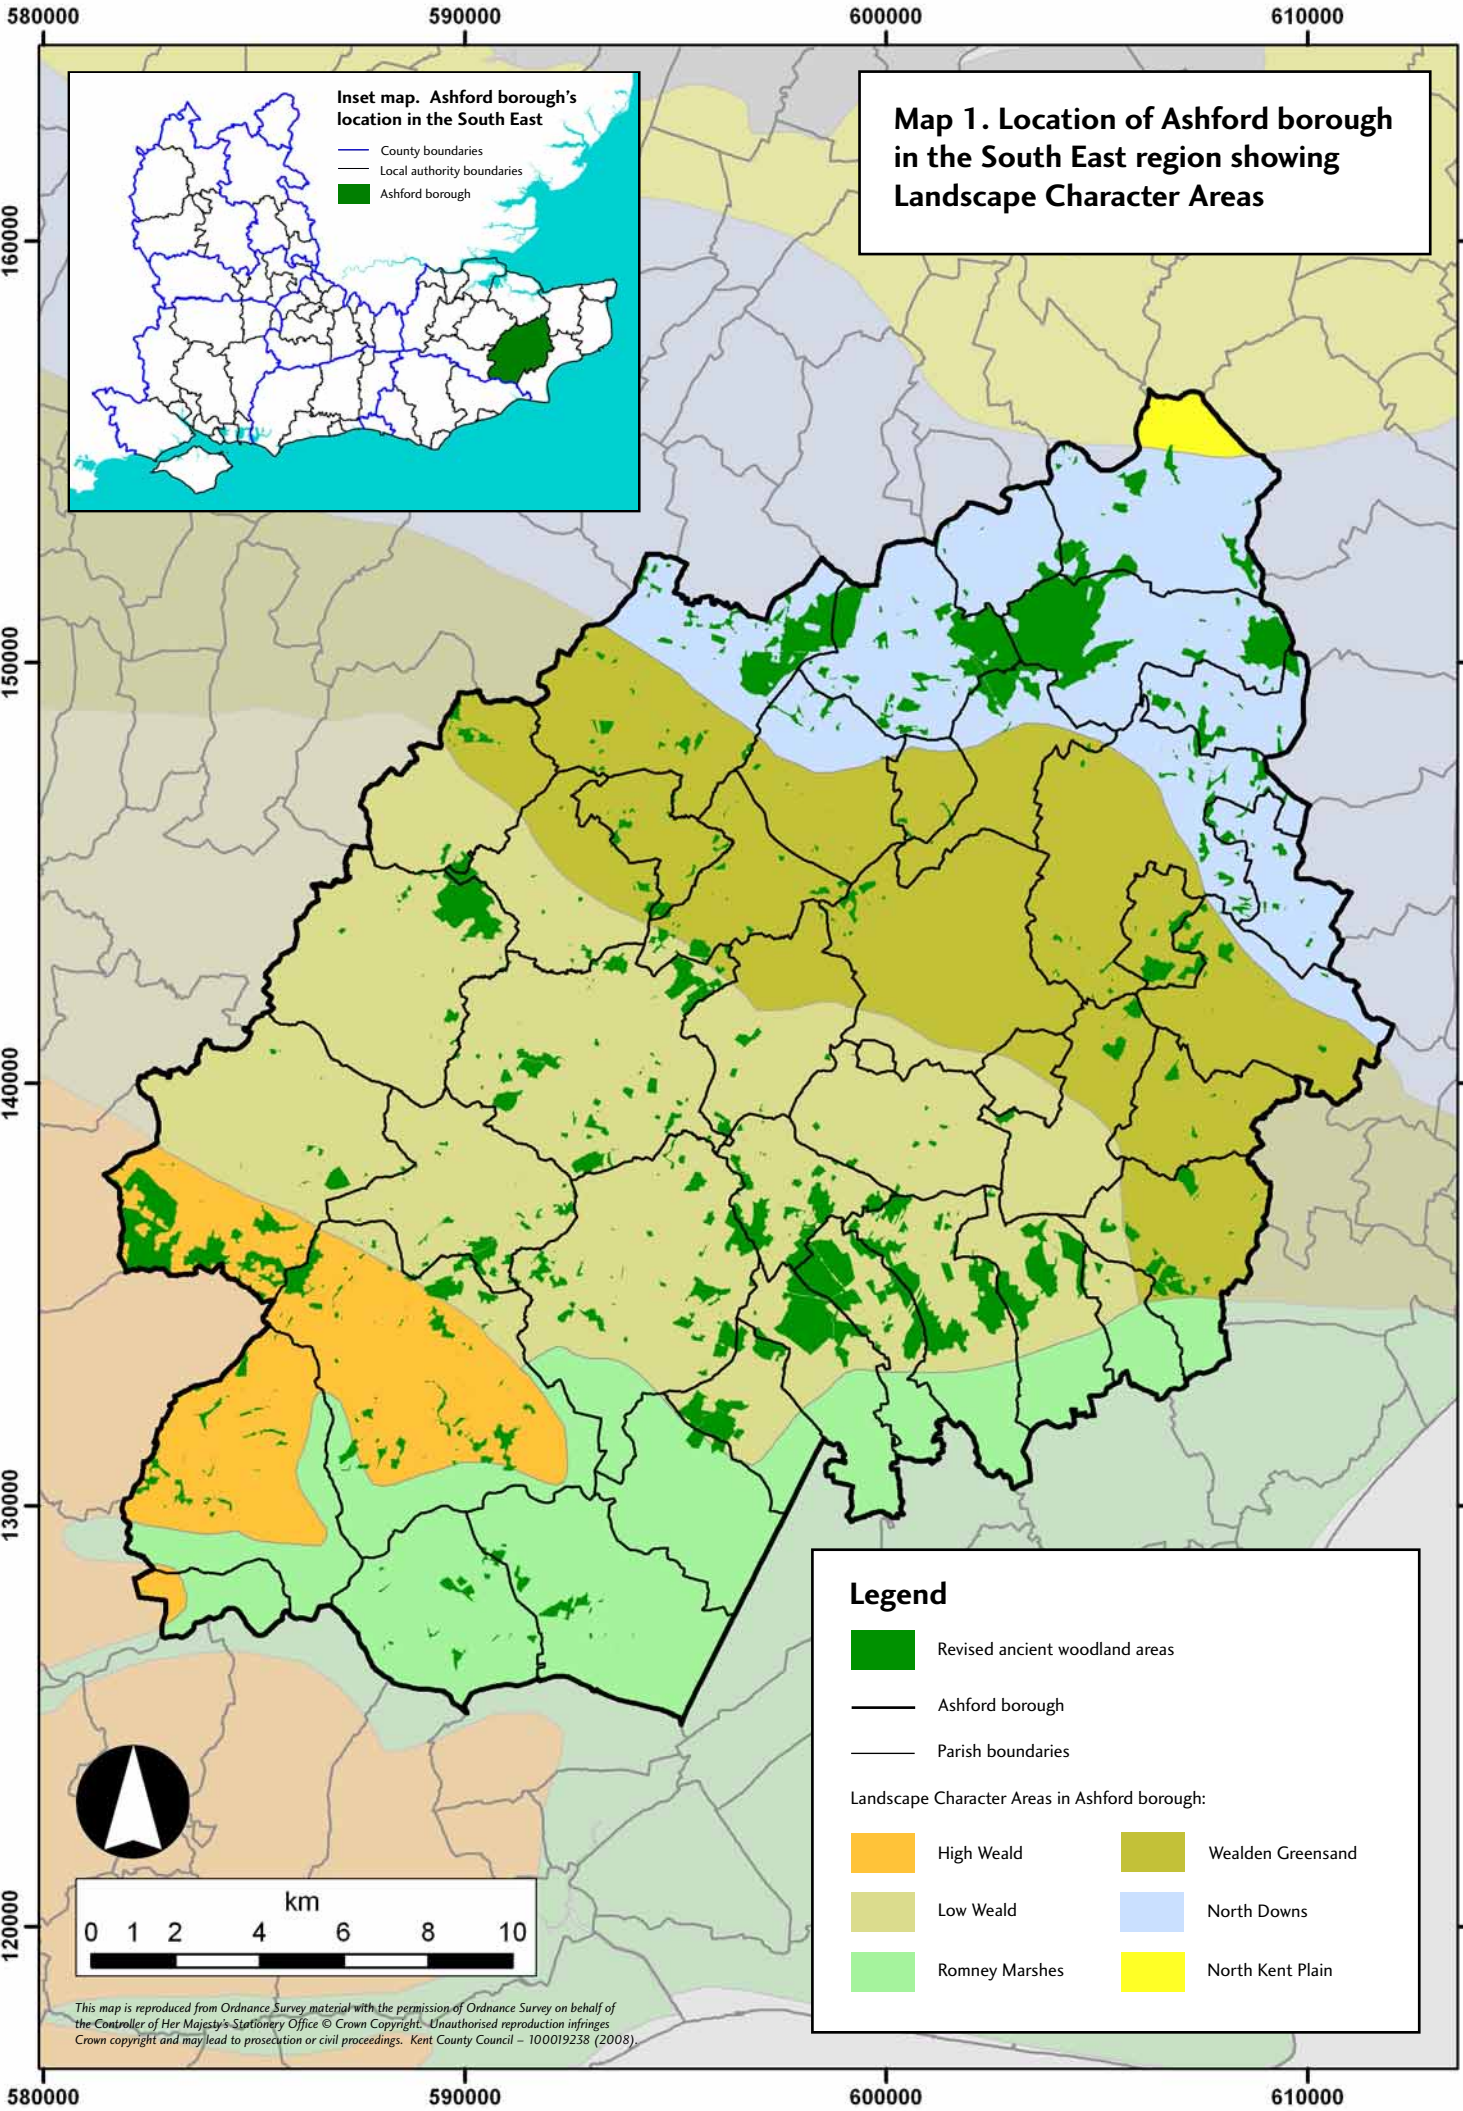 580000
590000
600000
610000
Inset map. Ashford borough's
location in the South East
County boundaries
Local authority boundaries
Ashford borough
Map 1. Location of Ashford borough
in the South East region showing
Landscape Character Areas
160000
150000
140000
130000
120000
Legend
Revised ancient woodland areas
Ashford borough
Parish boundaries
Landscape Character Areas in Ashford borough:
High Weald
Wealden Greensand
Low Weald
North Downs
Romney Marshes
North Kent Plain
km
0 1 2 4 6 8 10
This map is reproduced from Ordnance Survey material with the permission of Ordnance Survey on behalf of
the Controller of Her Majesty's Stationery Office © Crown Copyright. Unauthorised reproduction infringes
Crown copyright and may lead to prosecution or civil proceedings. Kent County Council – 100019238 (2008).
580000
590000
600000
610000